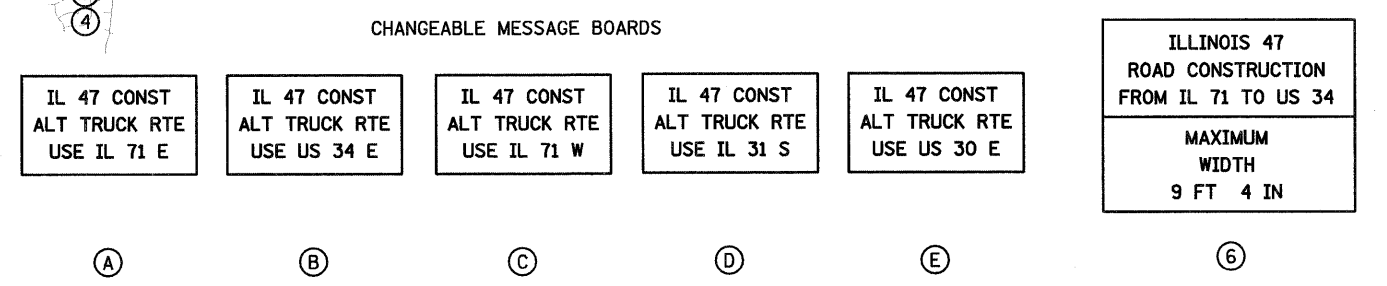 4
CHANGEABLE MESSAGE BOARDS
IL 47 CONST
ALT TRUCK RTE
USE IL 71 E
A
IL 47 CONST
ALT TRUCK RTE
USE US 34 E
B
IL 47 CONST
ALT TRUCK RTE
USE IL 71 W
C
IL 47 CONST
ALT TRUCK RTE
USE IL 31 S
D
IL 47 CONST
ALT TRUCK RTE
USE US 30 E
E
ILLINOIS 47
ROAD CONSTRUCTION
FROM IL 71 TO US 34
MAXIMUM
WIDTH
9 FT 4 IN
6